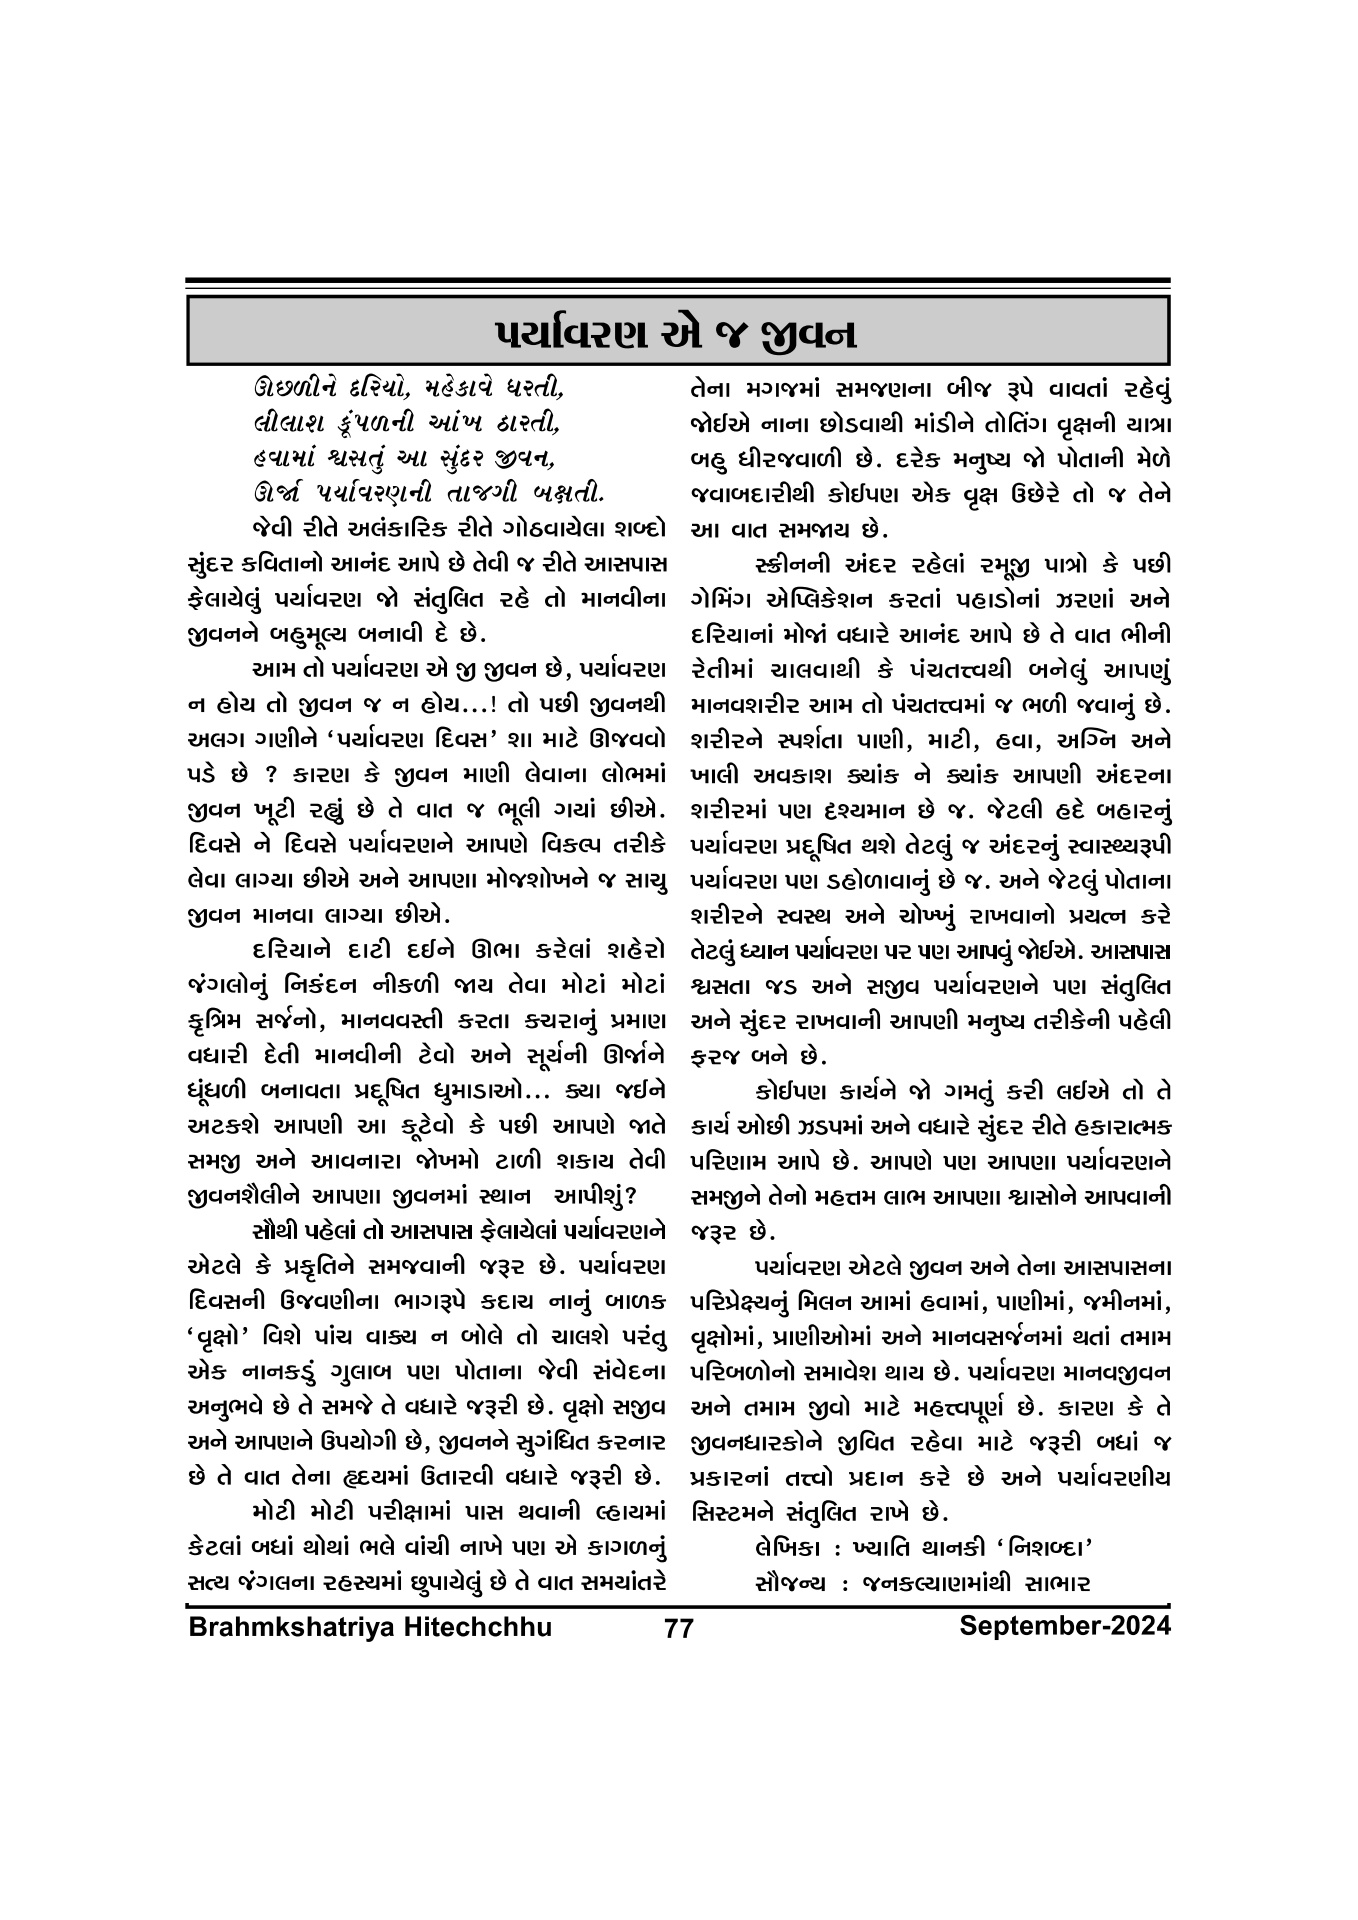 પર્યાવરણ એ જ જીવન
ઊછળીને દરિયો, મહેકાવે ધરતી,
લીલાશ કૂંપળની આંખ ઠારતી,
હવામાં શ્વસતું આ સુંદર જીવન,
ઊર્જા પર્યાવરણની તાજગી બક્ષતી.
જેવી રીતે અલંકારિક રીતે ગોઠવાયેલા શબ્દો
સુંદર કવિતાનો આનંદ આપે છે તેવી જ રીતે આસપાસ
ફેલાયેલું પર્યાવરણ જો સંતુલિત રહે તો માનવીના
જીવનને બહુમૂલ્ય બનાવી દે છે.
આમ તો પર્યાવરણ એ જી જીવન છે, પર્યાવરણ
ન હોય તો જીવન જ ન હોય...! તો પછી જીવનથી
અલગ ગણીને ‘પર્યાવરણ દિવસ’ શા માટે ઊજવવો
પડે છે ? કારણ કે જીવન માણી લેવાના લોભમાં
જીવન ખૂટી રહ્યું છે તે વાત જ ભૂલી ગયાં છીએ.
દિવસે ને દિવસે પર્યાવરણને આપણે વિકલ્પ તરીકે
લેવા લાગ્યા છીએ અને આપણા મોજશોખને જ સાચુ
જીવન માનવા લાગ્યા છીએ.
દરિયાને દાટી દઈને ઊભા કરેલાં શહેરો
જંગલોનું નિકંદન નીકળી જાય તેવા મોટાં મોટાં
કૃત્રિમ સર્જનો, માનવવસ્તી કરતા ક્ચરાનું પ્રમાણ
વધારી દેતી માનવીની ટેવો અને સૂર્યની ઊર્જાને
ધૂંધળી બનાવતા પ્રદૂષિત ધુમાડાઓ... ક્યા જઈને
અટકશે આપણી આ કૂટેવો કે પછી આપણે જાતે
સમજી અને આવનારા જોખમો ટાળી શકાય તેવી
જીવનશૈલીને આપણા જીવનમાં સ્થાન આપીશું?
સૌથી પહેલાં તો આસપાસ ફેલાયેલાં પર્યાવરણને
એટલે કે પ્રકૃતિને સમજવાની જરૂર છે. પર્યાવરણ
દિવસની ઉજવણીના ભાગરૂપે કદાચ નાનું બાળક
‘વૃક્ષો’ વિશે પાંચ વાક્ય ન બોલે તો ચાલશે પરંતુ
એક નાનકડું ગુલાબ પણ પોતાના જેવી સંવેદના
અનુભવે છે તે સમજે તે વધારે જરૂરી છે. વૃક્ષો સજીવ
અને આપણને ઉપયોગી છે, જીવનને સુગંધિત કરનાર
છે તે વાત તેના હૃદયમાં ઉતારવી વધારે જરૂરી છે.
મોટી મોટી પરીક્ષામાં પાસ થવાની લ્હાયમાં
કેટલાં બધાં થોથાં ભલે વાંચી નાખે પણ એ કાગળનું
સત્ય જંગલના રહસ્યમાં છુપાયેલું છે તે વાત સમયાંતરે
તેના મગજમાં સમજણના બીજ રૂપે વાવતાં રહેવું
જોઈએ નાના છોડવાથી માંડીને તોતિંગ વૃક્ષની યાત્રા
બહુ ધીરજવાળી છે. દરેક મનુષ્ય જો પોતાની મેળે
જવાબદારીથી કોઈપણ એક વૃક્ષ ઉછેરે તો જ તેને
આ વાત સમજાય છે.
સ્ક્રીનની અંદર રહેલાં રમૂજી પાત્રો કે પછી
ગેમિંગ એપ્લિકેશન કરતાં પહાડોનાં ઝરણાં અને
દરિયાનાં મોજાં વધારે આનંદ આપે છે તે વાત ભીની
રેતીમાં ચાલવાથી કે પંચતત્ત્વથી બનેલું આપણું
માનવશરીર આમ તો પંચતત્ત્વમાં જ ભળી જવાનું છે.
શરીરને સ્પર્શતા પાણી, માટી, હવા, અગ્નિ અને
ખાલી અવકાશ ક્યાંક ને ક્યાંક આપણી અંદરના
શરીરમાં પણ દૃશ્યમાન છે જ. જેટલી હદે બહારનું
પર્યાવરણ પ્રદૂષિત થશે તેટલું જ અંદરનું સ્વાસ્થ્યરૂપી
પર્યાવરણ પણ ડહોળાવાનું છે જ. અને જેટલું પોતાના
શરીરને સ્વસ્થ અને ચોખ્ખું રાખવાનો પ્રયત્ન કરે
તેટલું ધ્યાન પર્યાવરણ પર પણ આપવું જોઈએ. આસપાસ
શ્વસતા જડ અને સજીવ પર્યાવરણને પણ સંતુલિત
અને સુંદર રાખવાની આપણી મનુષ્ય તરીકેની પહેલી
ફરજ બને છે.
કોઈપણ કાર્યને જો ગમતું કરી લઈએ તો તે
કાર્ય ઓછી ઝડપમાં અને વધારે સુંદર રીતે હકારાત્મક
પરિણામ આપે છે. આપણે પણ આપણા પર્યાવરણને
સમજીને તેનો મહત્તમ લાભ આપણા શ્વાસોને આપવાની
જરૂર છે.
પર્યાવરણ એટલે જીવન અને તેના આસપાસના
પરિપ્રેક્ષ્યનું મિલન આમાં હવામાં, પાણીમાં, જમીનમાં,
વૃક્ષોમાં, પ્રાણીઓમાં અને માનવસર્જનમાં થતાં તમામ
પરિબળોનો સમાવેશ થાય છે. પર્યાવરણ માનવજીવન
અને તમામ જીવો માટે મહત્ત્વપૂર્ણ છે. કારણ કે તે
જીવનધારકોને જીવિત રહેવા માટે જરૂરી બધાં જ
પ્રકારનાં તત્ત્વો પ્રદાન કરે છે અને પર્યાવરણીય
સિસ્ટમને સંતુલિત રાખે છે.
લેખિકા : ખ્યાતિ થાનકી ‘નિશબ્દા’
સૌજન્ય : જનકલ્યાણમાંથી સાભાર
Brahmkshatriya Hitechchhu 77 September-2024